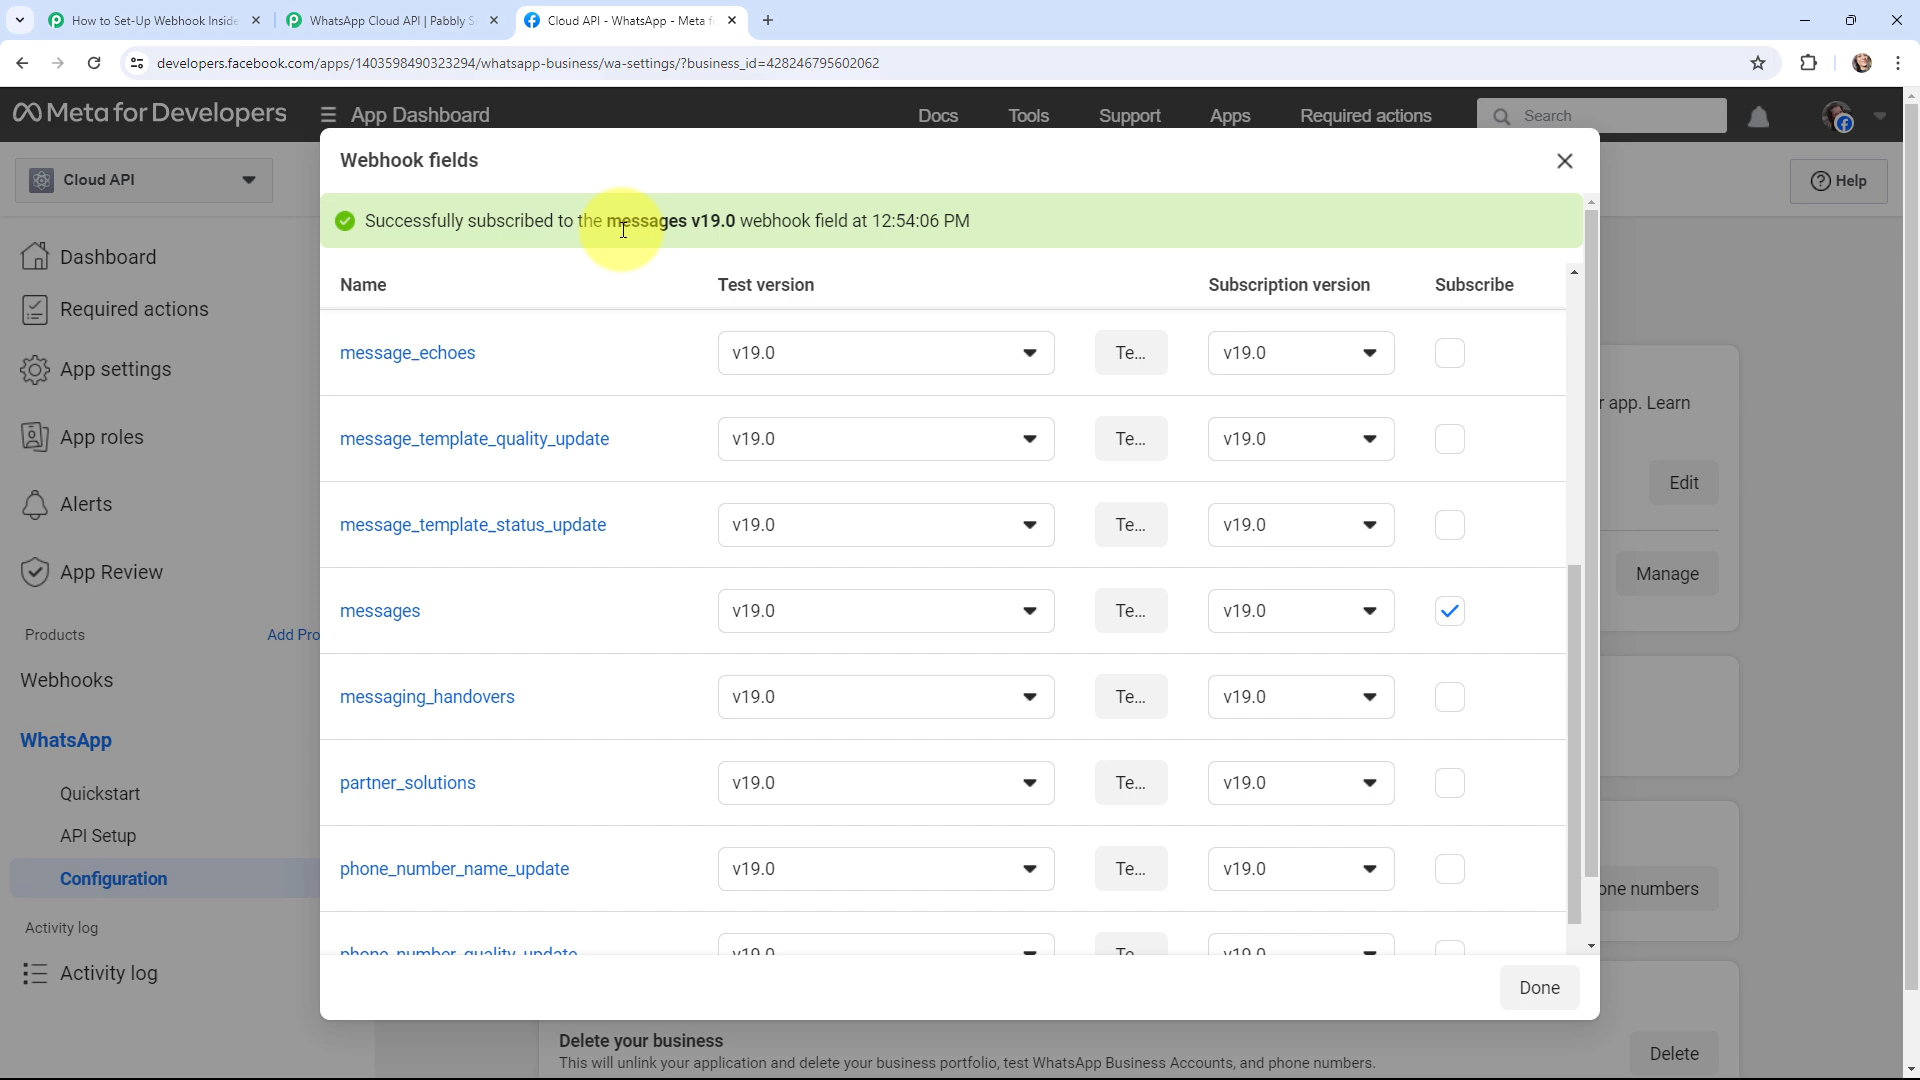 How to Set-Up Webhook Inside
WhatsApp Cloud API | Pabbly S
Cloud API - WhatsApp - Meta f
developers.facebook.com/apps/1403598490323294/whatsapp-business/wa-settings/?business_id=428246795602062
Meta for Developers
App Dashboard
Docs
Tools
Support
Apps
Required actions
Search
Cloud API
Help
Webhook fields
Successfully subscribed to the messages v19.0 webhook field at 12:54:06 PM
Name Test version Subscription version Subscribe
message_echoes v19.0 Te... v19.0
message_template_quality_update v19.0 Te... v19.0
message_template_status_update v19.0 Te... v19.0
messages v19.0 Te... v19.0
messaging_handovers v19.0 Te... v19.0
partner_solutions v19.0 Te... v19.0
phone_number_name_update v19.0 Te... v19.0
phone_number_quality_update v19.0 Te... v19.0
Done
Dashboard
Required actions
App settings
App roles
Alerts
App Review
Products Add Pro
Webhooks
WhatsApp
Quickstart
API Setup
Configuration
Activity log
Activity log
r app. Learn
Edit
Manage
one numbers
Delete your business
This will unlink your application and delete your business portfolio, test WhatsApp Business Accounts, and phone numbers.
Delete